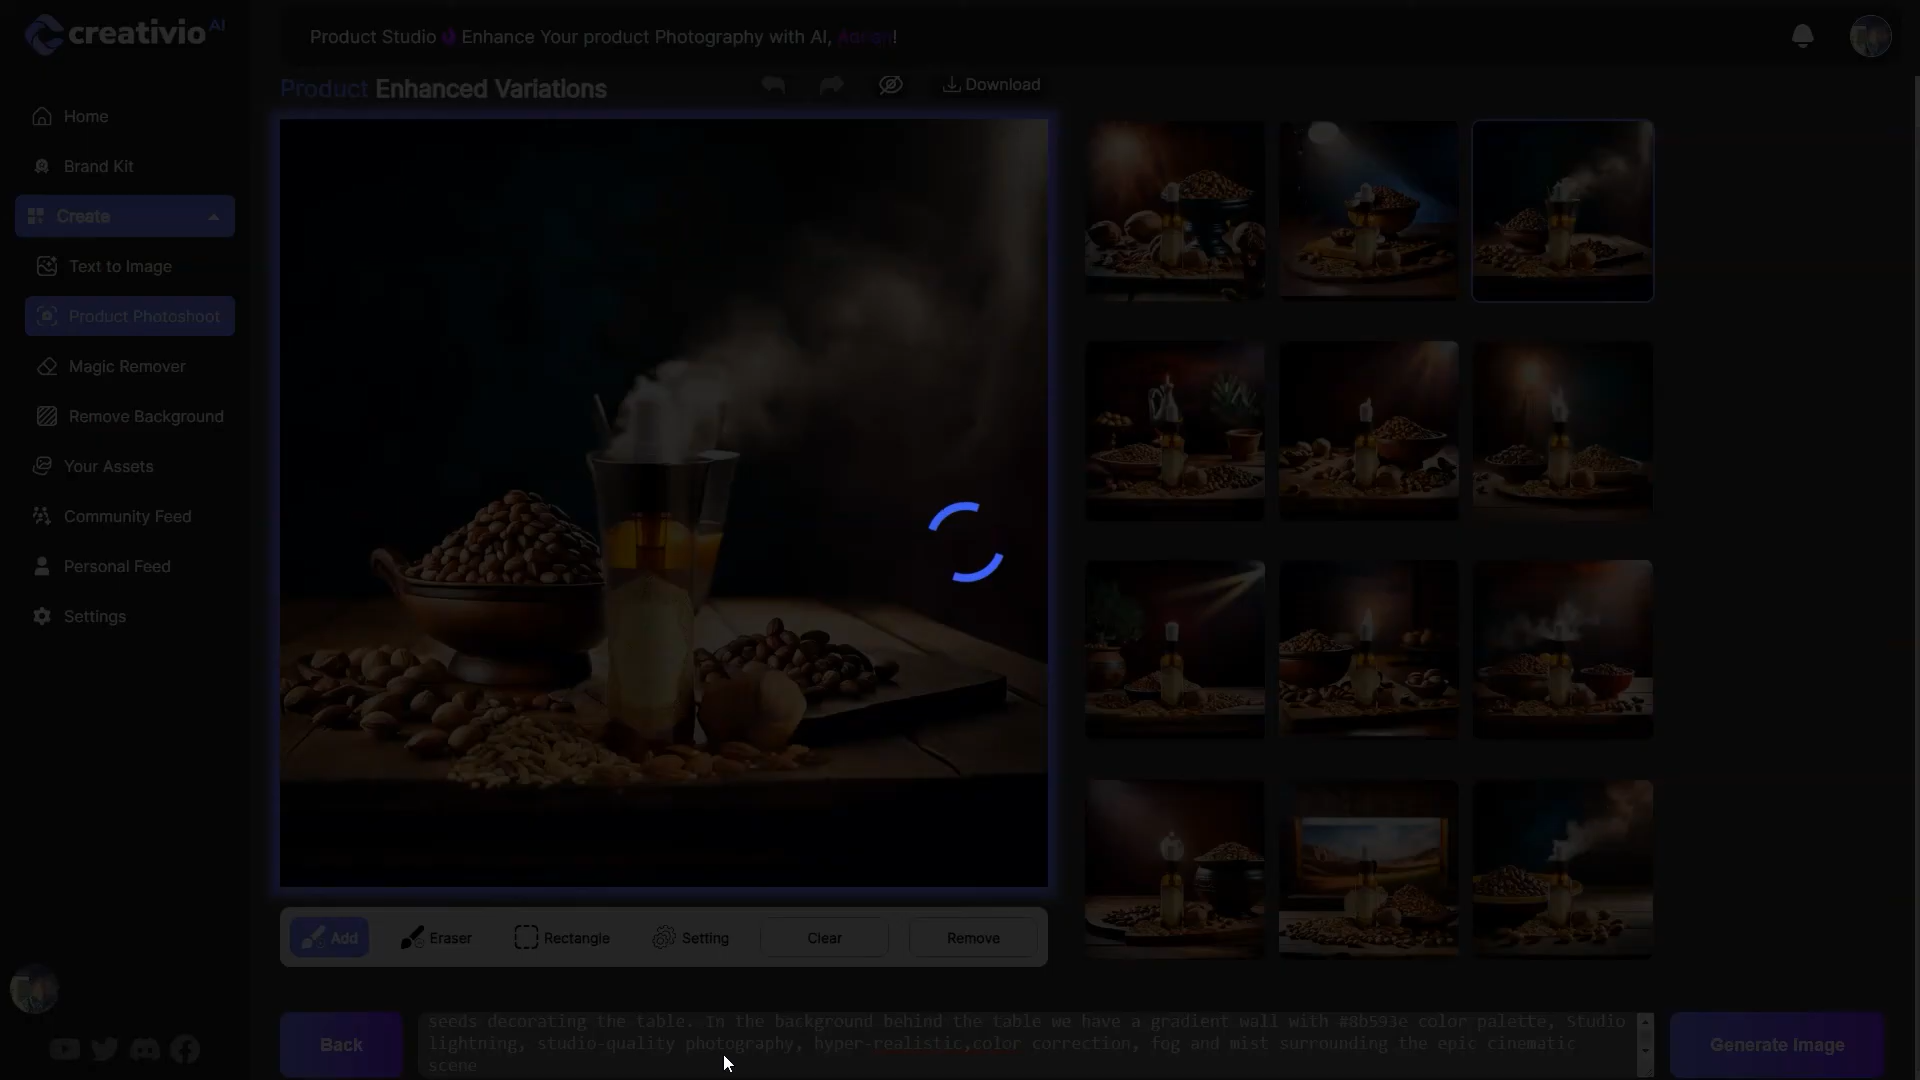 creativio AI
Product Studio Enhance Your product Photography with AI, Aarian!
Product Enhanced Variations
Download
Home
Brand Kit
Create
Text to Image
Product Photoshoot
Magic Remover
Remove Background
Your Assets
Community Feed
Personal Feed
Settings
Add
Eraser
Rectangle
Setting
Clear
Remove
Back
seeds decorating the table. In the background behind the table we have a gradient wall with #8b593e color palette, Studio
lightning, studio-quality photography, hyper-realistic,color correction, fog and mist surrounding the epic cinematic
scene
Generate Image